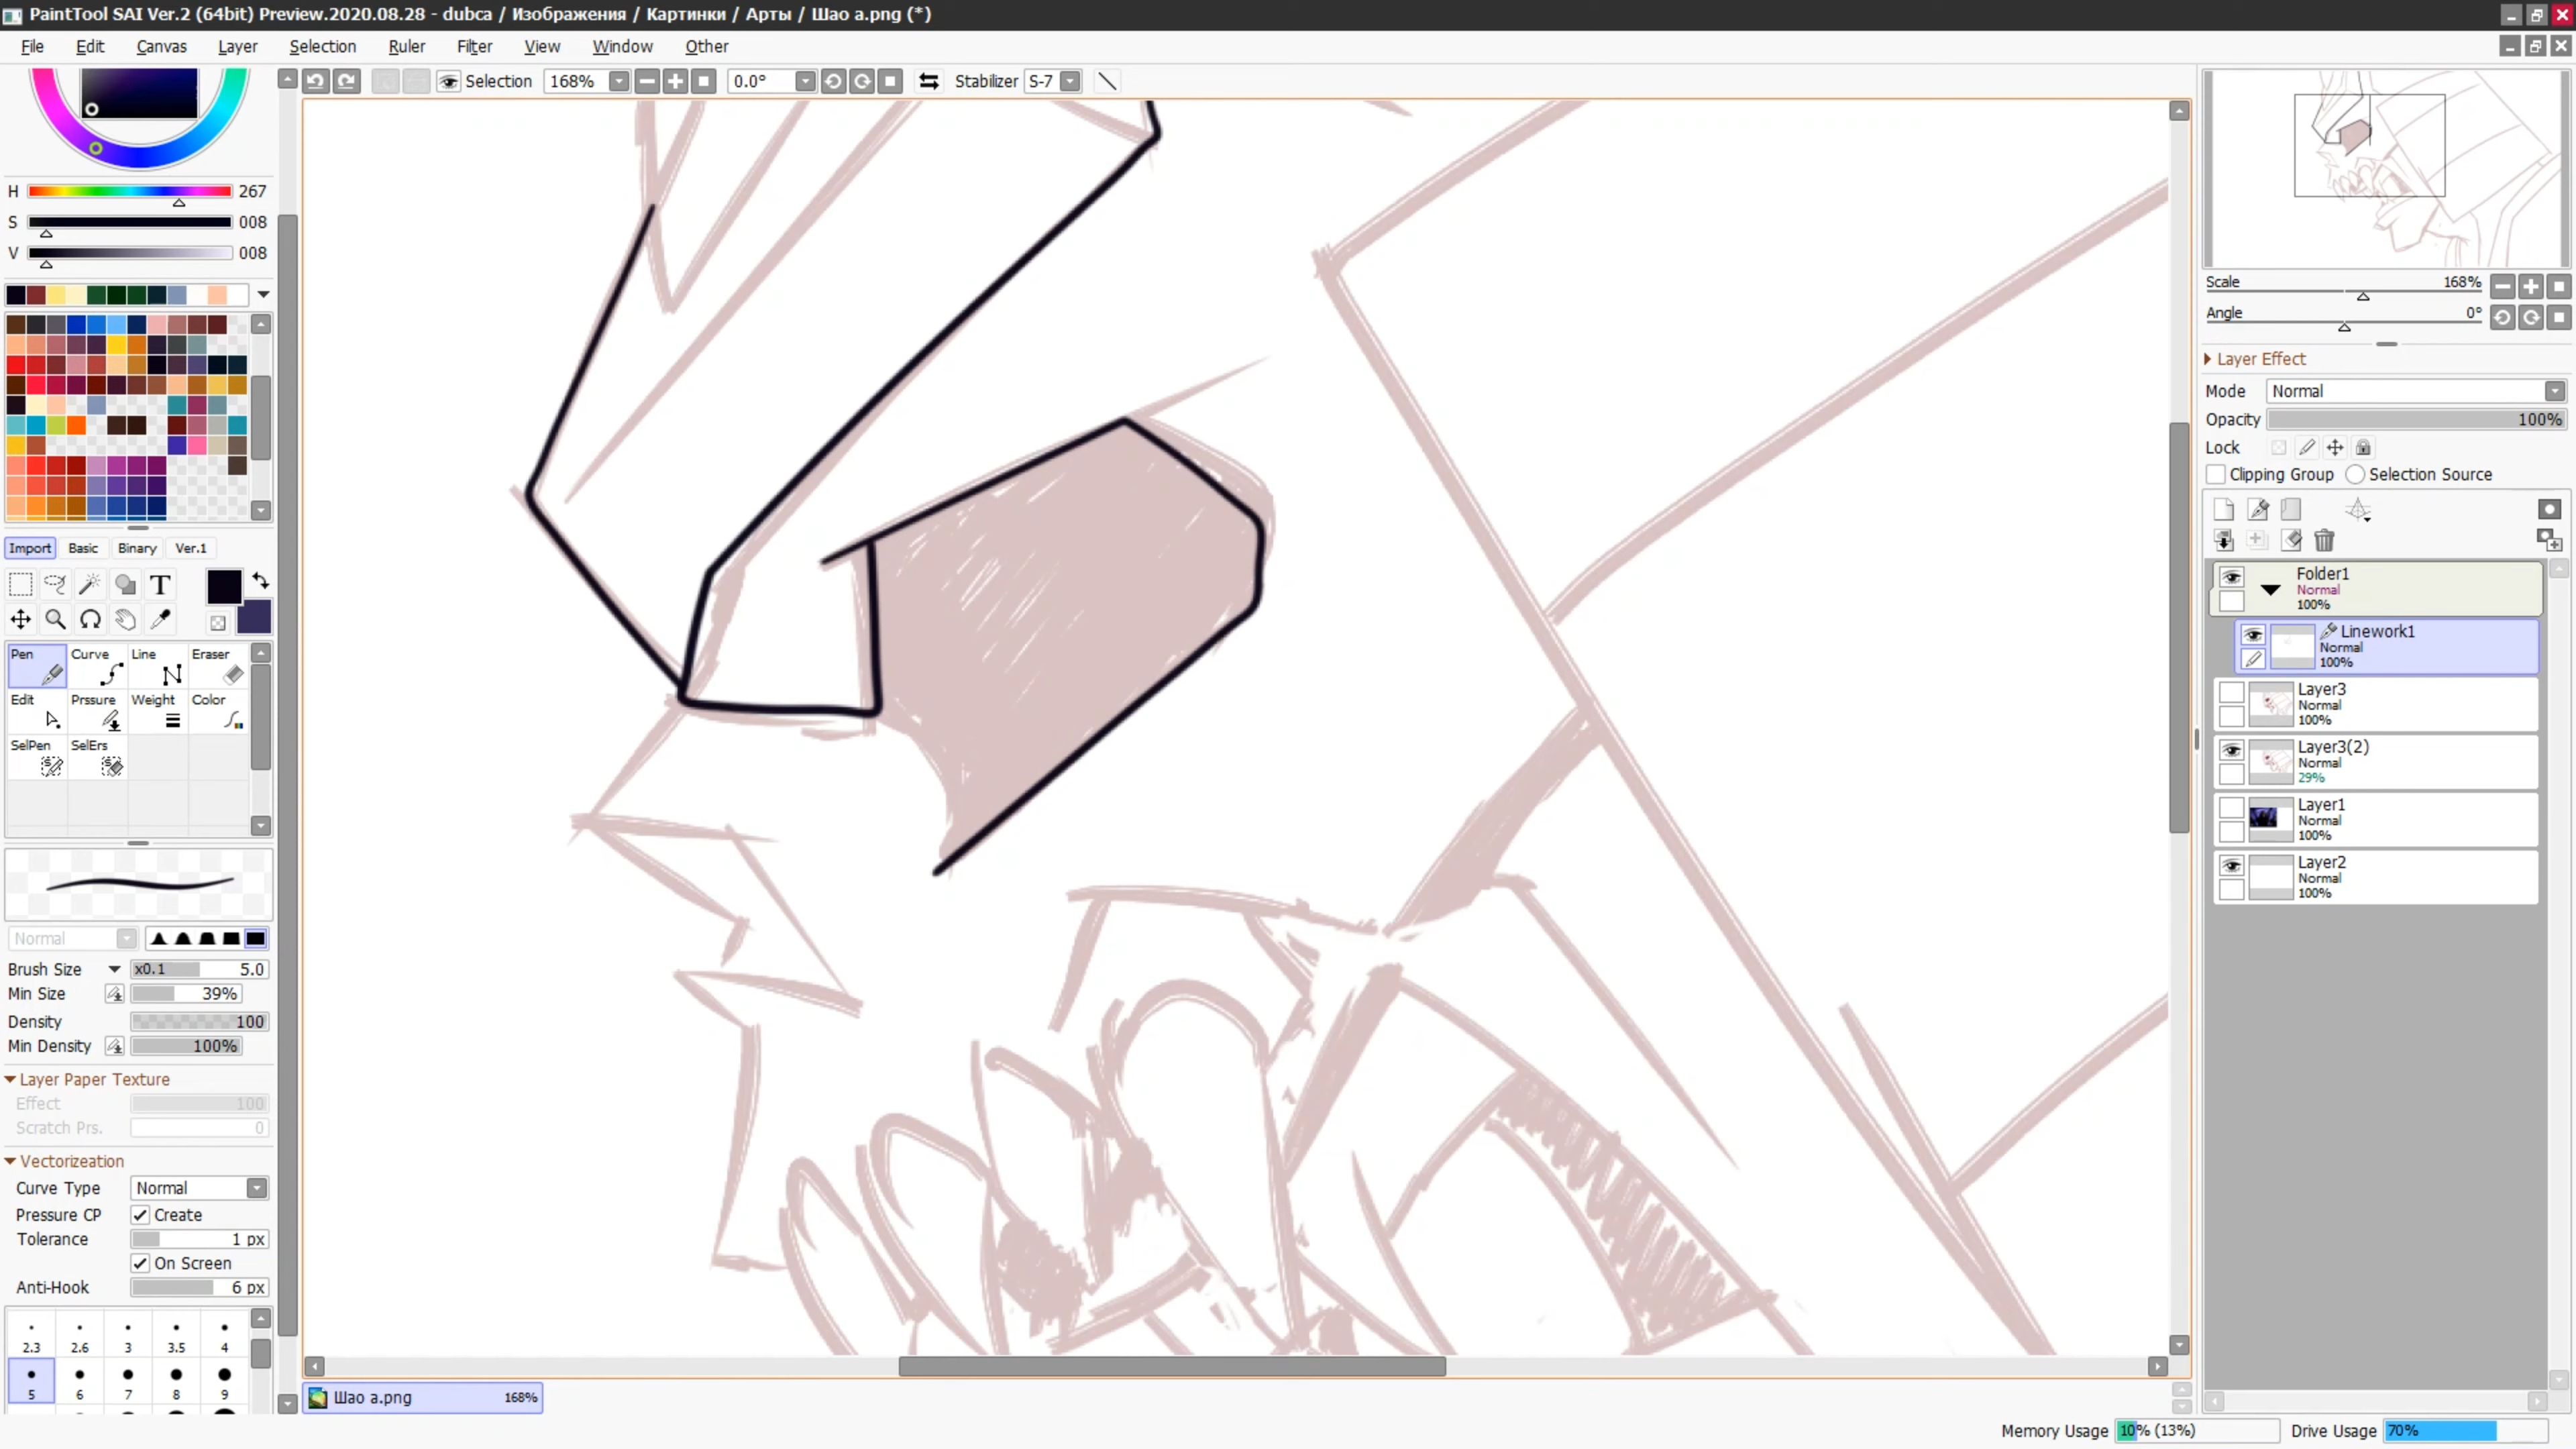 PaintTool SAI Ver.2 (64bit) Preview.2020.08.28 - dubca / Изображения / Картинки / Арты / Шао а.png (*)
File Edit Canvas Layer Selection Ruler Filter View Window Other
Selection 168% 0.0° Stabilizer S-7
H 267
S 008
V 008
Import Basic Binary Ver.1
T
Pen Curve Line Eraser
Edit Prssure Weight Color
SelPen SelErs
Normal
Brush Size x0.1 5.0
Min Size 39%
Density 100
Min Density 100%
Layer Paper Texture
Effect 100
Scratch Prs. 0
Vectorizeation
Curve Type Normal
Pressure CP Create
Tolerance 1 px
On Screen
Anti-Hook 6 px
2.3 2.6 3 3.5 4
5 6 7 8 9
Шао а.png 168%
Scale 168%
Angle 0°
Layer Effect
Mode Normal
Opacity 100%
Lock
Clipping Group Selection Source
Folder1
Normal
100%
Linework1
Normal
100%
Layer3
Normal
100%
Layer3(2)
Normal
29%
Layer1
Normal
100%
Layer2
Normal
100%
Memory Usage 10% (13%) Drive Usage 70%